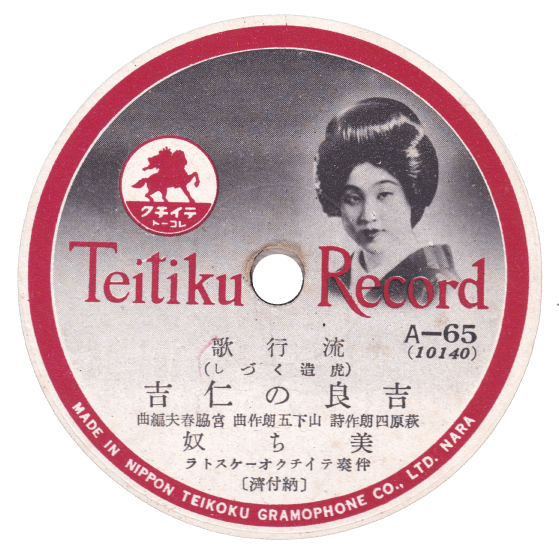 テイチク
レコード
Teitiku Record
A-65
(10140)
流行歌
(虎造くづし)
吉良の仁吉
萩原四朗作詩 山下五朗作曲 宮脇春夫編曲
美ち奴
伴奏テイチクオーケストラ
〔納付濟〕
MADE IN NIPPON TEIKOKU GRAMOPHONE CO., LTD. NARA